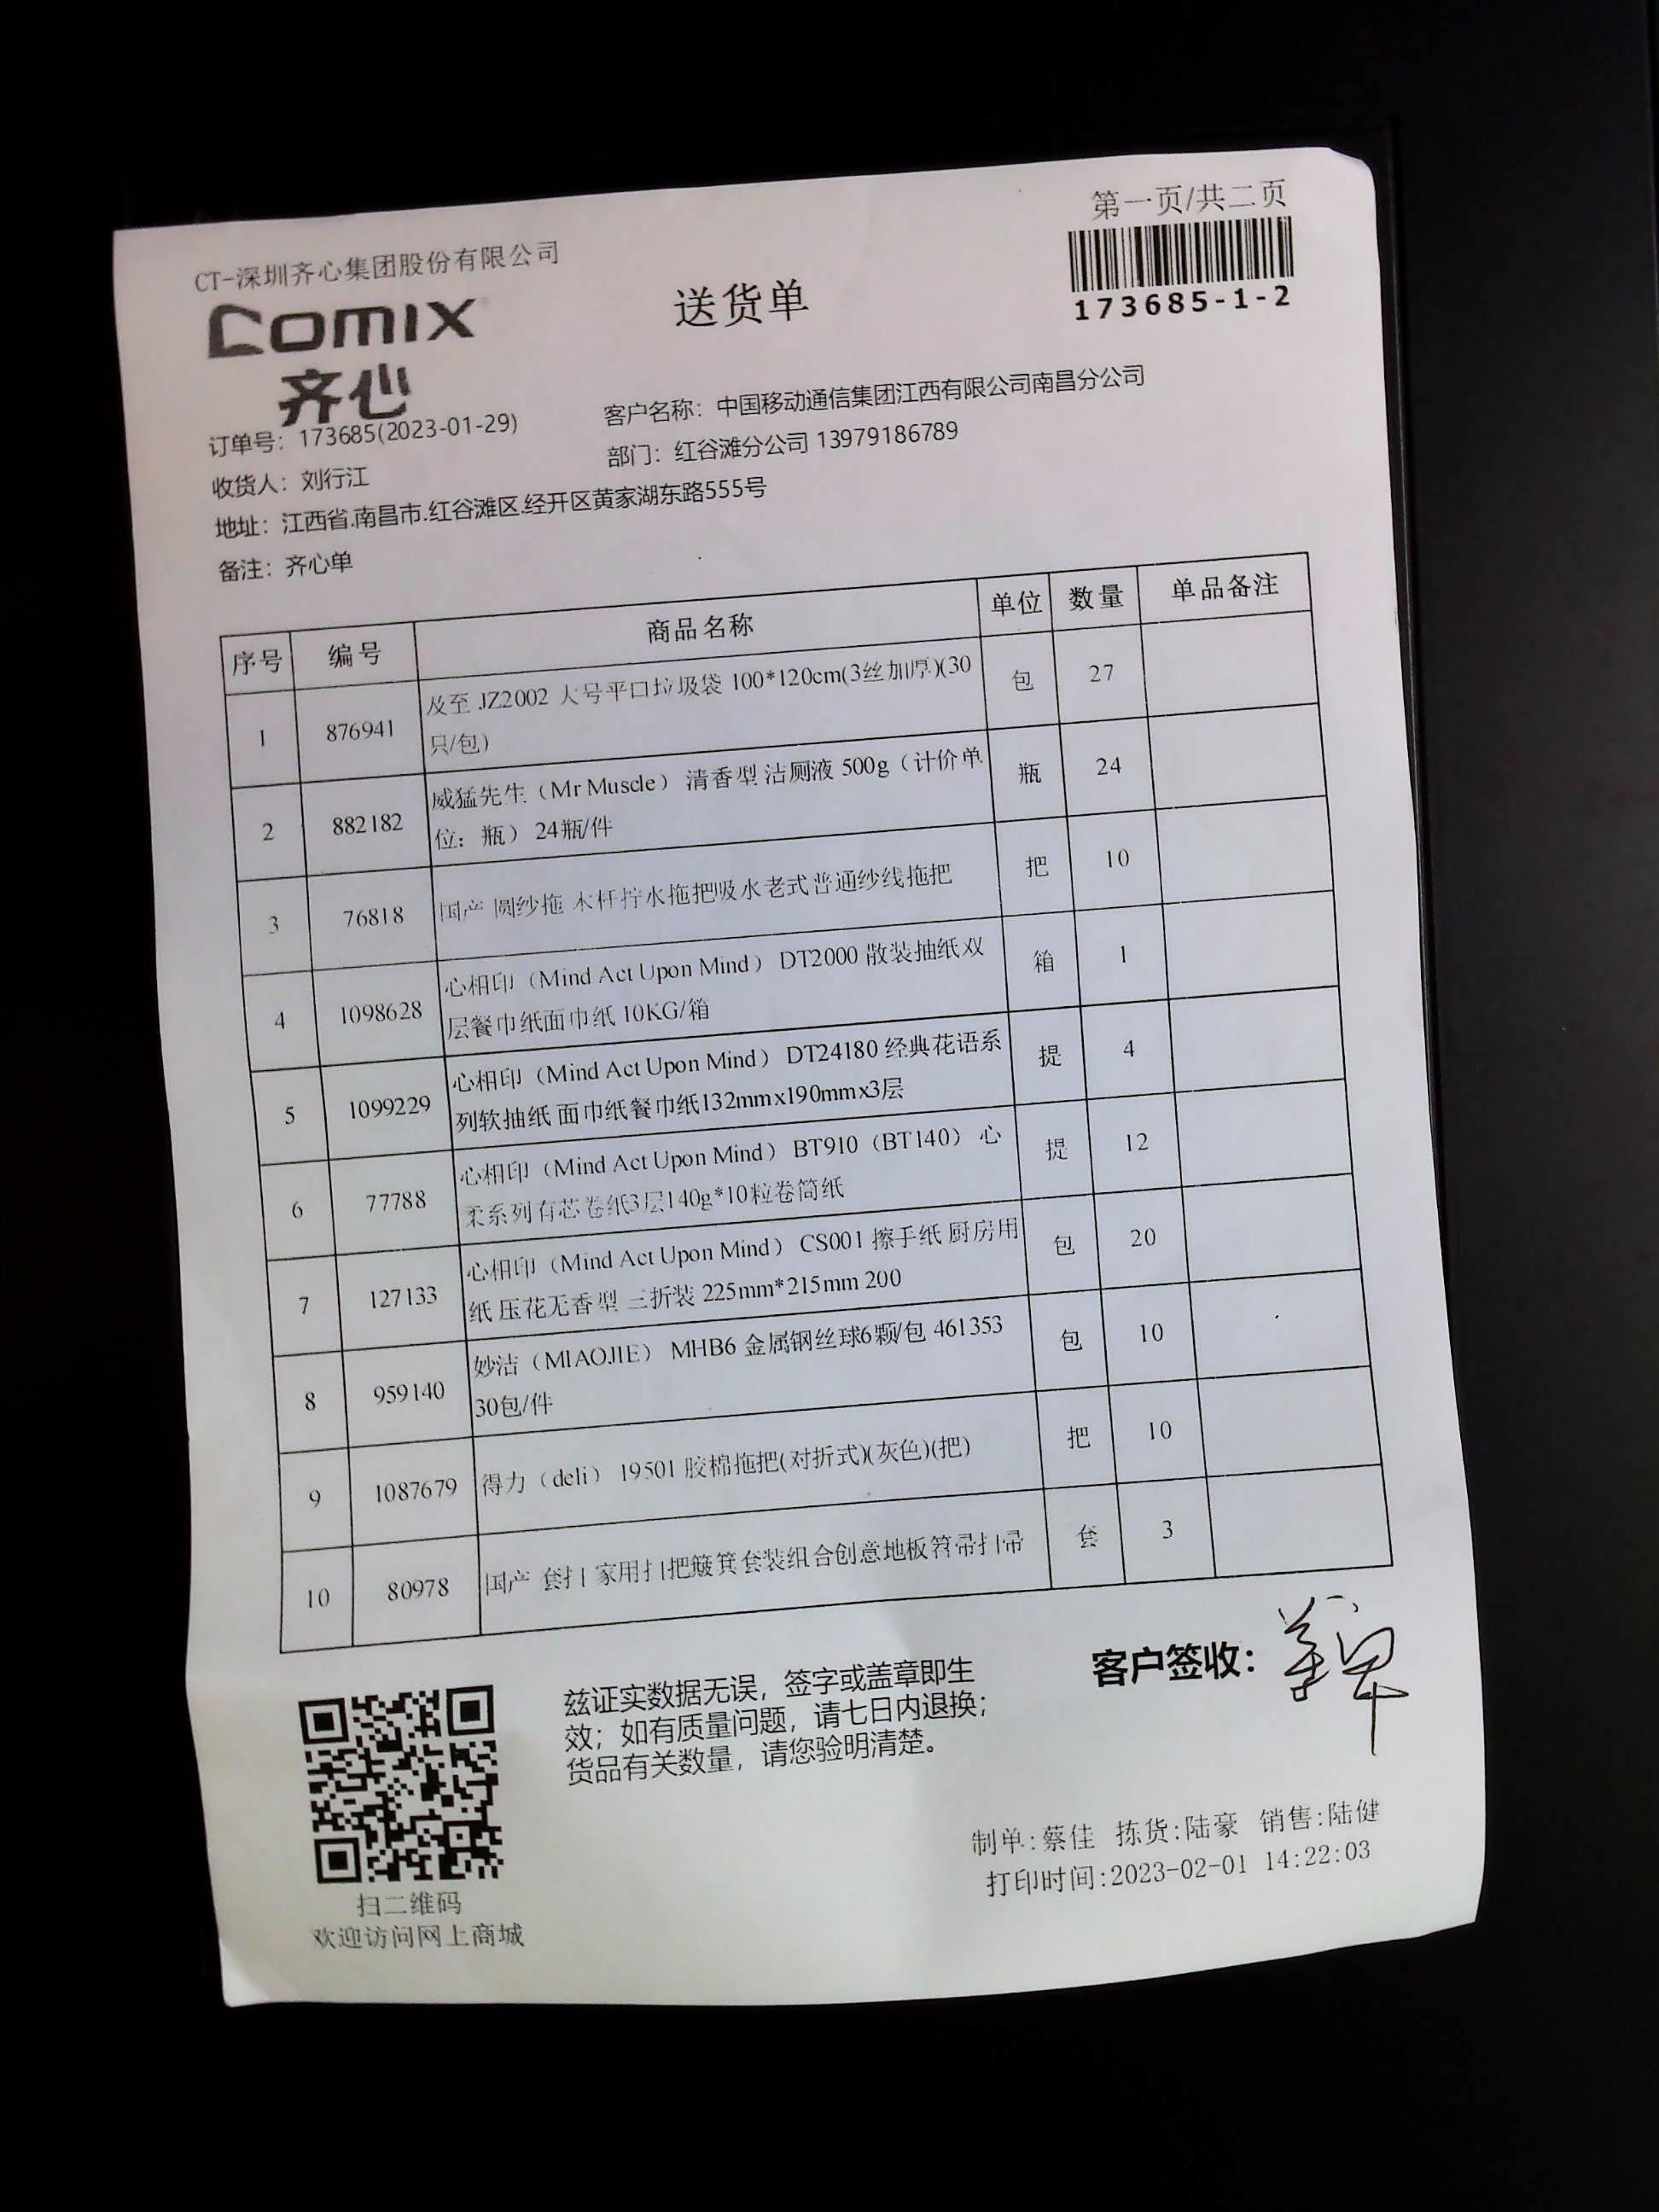 第一页/共二页
CT-深圳齐心集团股份有限公司
comix
齐心
送货单
173685-1-2
订单号：173685(2023-01-29)
客户名称：中国移动通信集团江西有限公司南昌分公司
收货人：刘行江
部门：红谷滩分公司 13979186789
地址：江西省.南昌市.红谷滩区.经开区黄家湖东路555号
备注：齐心单
序号 编号 商品名称 单位 数量 单品备注
1 876941 及至 JZ2002 大号平口垃圾袋 100*120cm(3丝加厚)(30 包 27
只/包)
2 882182 威猛先生（Mr Muscle） 清香型 洁厕液 500g（计价单 瓶 24
位：瓶） 24瓶/件
3 76818 国产 圆纱拖 木杆拧水拖把吸水老式普通纱线拖把 把 10
4 1098628 心相印（Mind Act Upon Mind） DT2000 散装抽纸双 箱 1
层餐巾纸面巾纸 10KG/箱
5 1099229 心相印（Mind Act Upon Mind） DT24180 经典花语系 提 4
列软抽纸 面巾纸餐巾纸132mmx190mmx3层
6 77788 心相印（Mind Act Upon Mind） BT910（BT140） 心 提 12
柔系列有芯卷纸3层140g*10粒卷筒纸
7 127133 心相印（Mind Act Upon Mind） CS001 擦手纸 厨房用 包 20
纸 压花无香型 三折装 225mm*215mm 200
8 959140 妙洁（MIAOJIE） MHB6 金属钢丝球6颗/包 461353 包 10
30包/件
9 1087679 得力（deli） 19501 胶棉拖把(对折式)(灰色)(把) 把 10
10 80978 国产 套扫 家用扫把簸箕套装组合创意地板笤帚扫帚 套 3
兹证实数据无误，签字或盖章即生
效；如有质量问题，请七日内退换；
货品有关数量，请您验明清楚。
客户签收：
制单:蔡佳 拣货:陆豪 销售:陆健
打印时间:2023-02-01 14:22:03
扫二维码
欢迎访问网上商城